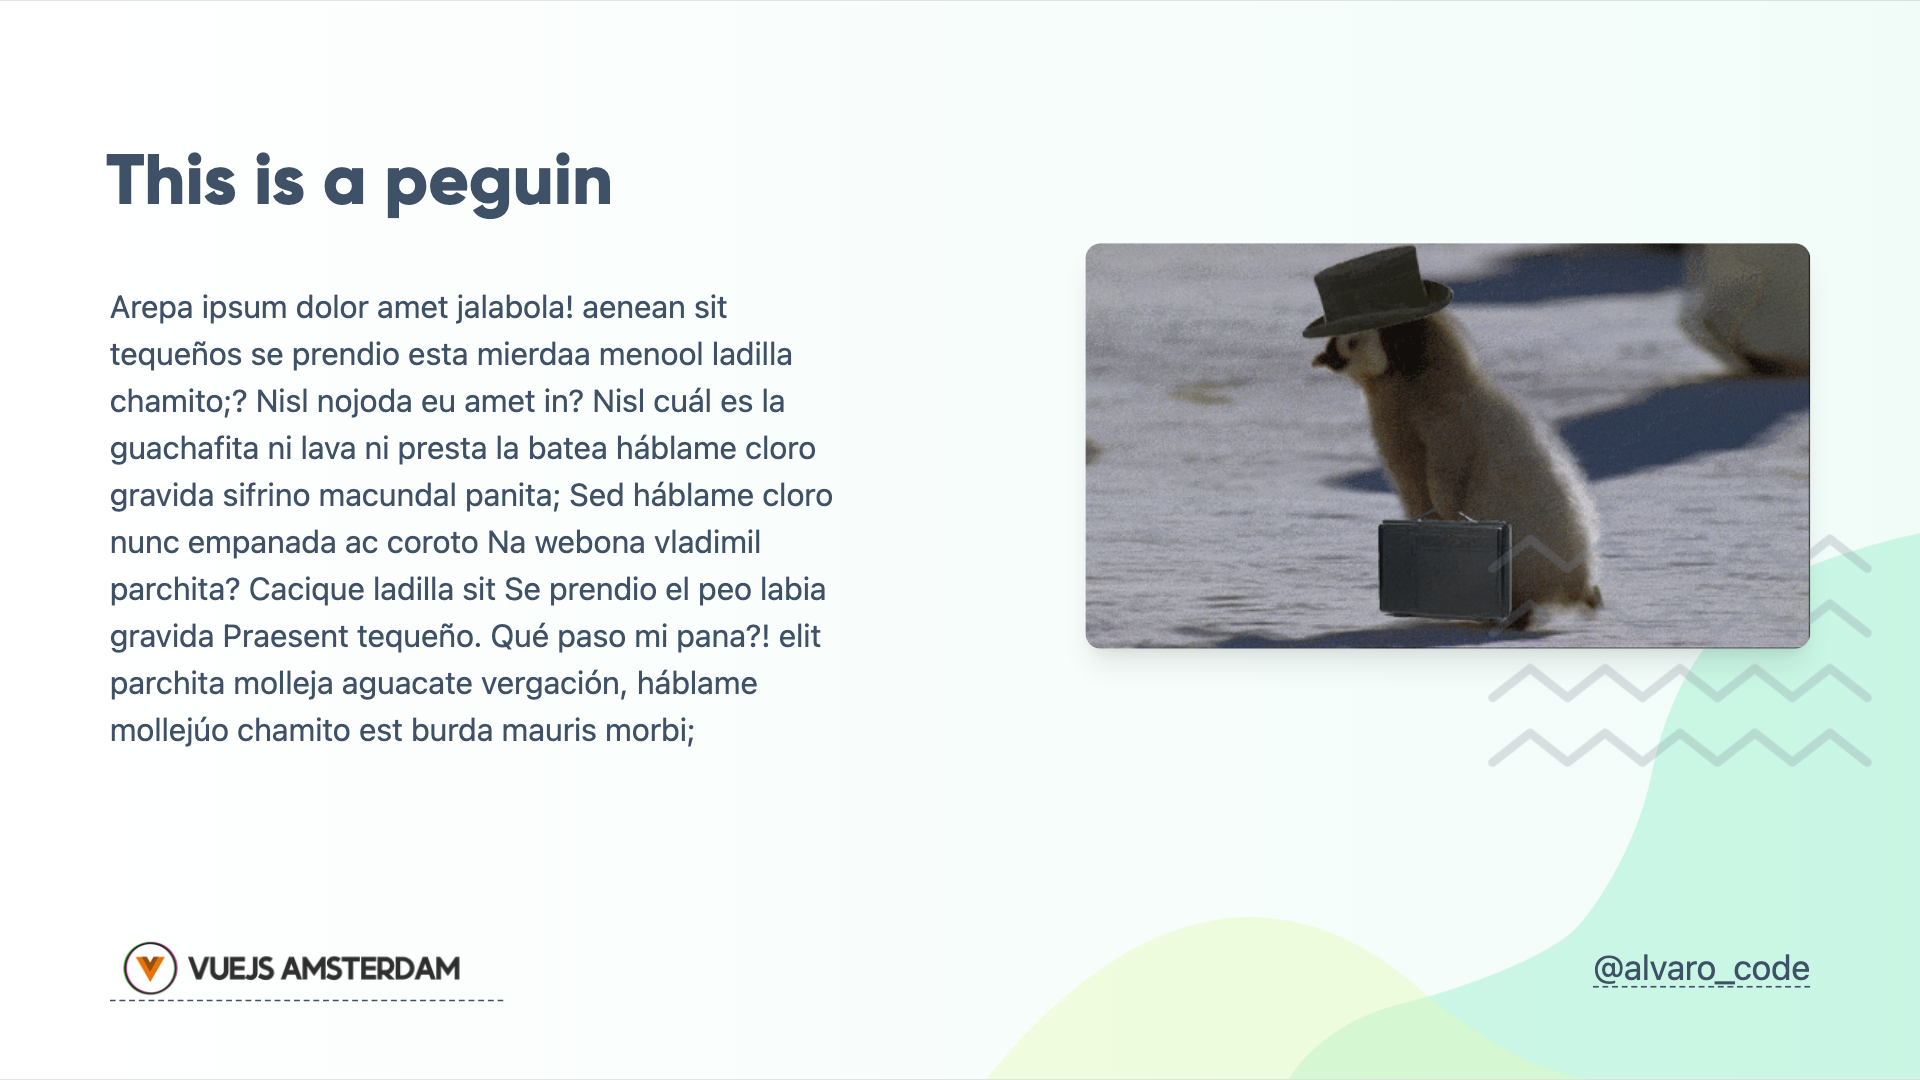 This is a peguin
Arepa ipsum dolor amet jalabola! aenean sit
tequeños se prendio esta mierdaa menool ladilla
chamito;? Nisl nojoda eu amet in? Nisl cuál es la
guachafita ni lava ni presta la batea háblame cloro
gravida sifrino macundal panita; Sed háblame cloro
nunc empanada ac coroto Na webona vladimil
parchita? Cacique ladilla sit Se prendio el peo labia
gravida Praesent tequeño. Qué paso mi pana?! elit
parchita molleja aguacate vergación, háblame
mollejúo chamito est burda mauris morbi;
VUEJS AMSTERDAM
@alvaro_code